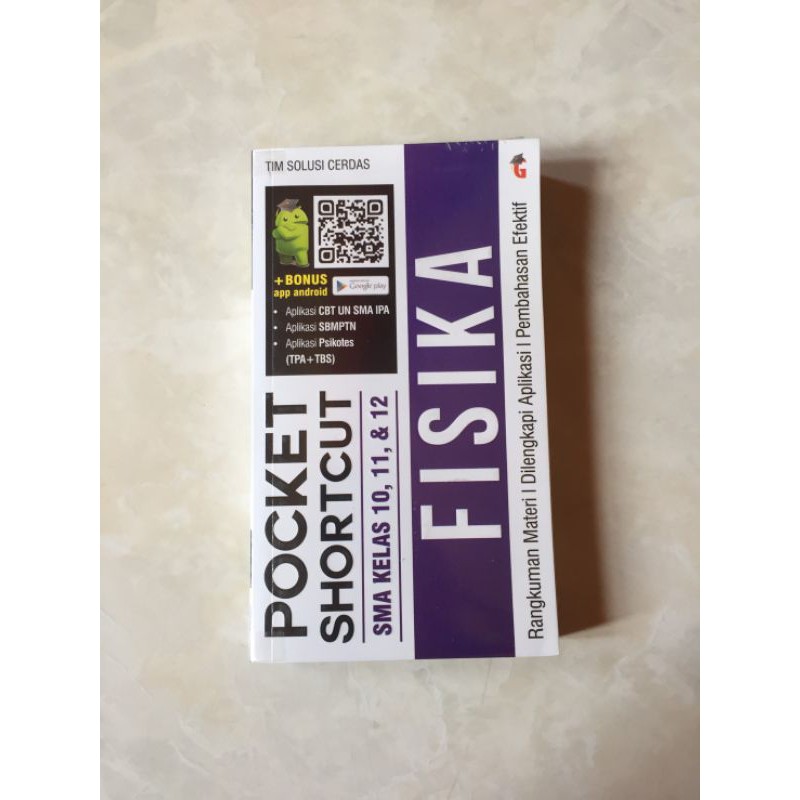 TIM SOLUSI CERDAS
+BONUS
app android
Google play
• Aplikasi CBT UN SMA IPA
• Aplikasi SBMPTN
• Aplikasi Psikotes
(TPA+TBS)
POCKET
SHORTCUT
SMA KELAS 10, 11, & 12
FISIKA
Rangkuman Materi | Dilengkapi Aplikasi | Pembahasan Efektif